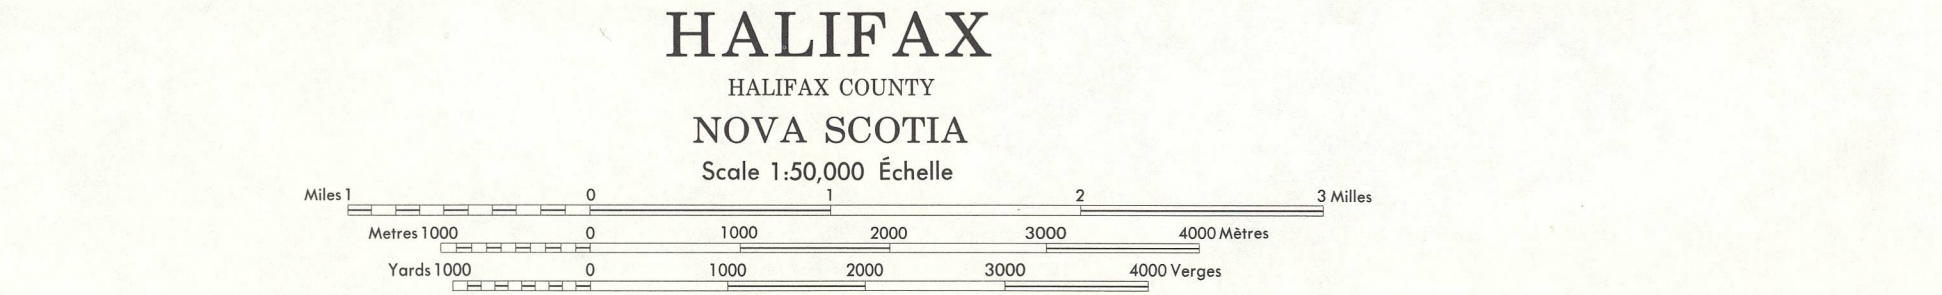 HALIFAX
HALIFAX COUNTY
NOVA SCOTIA
Scale 1:50,000 Échelle
Miles 1 0 1 2 3 Milles
Metres 1000 0 1000 2000 3000 4000 Mètres
Yards 1000 0 1000 2000 3000 4000 Verges